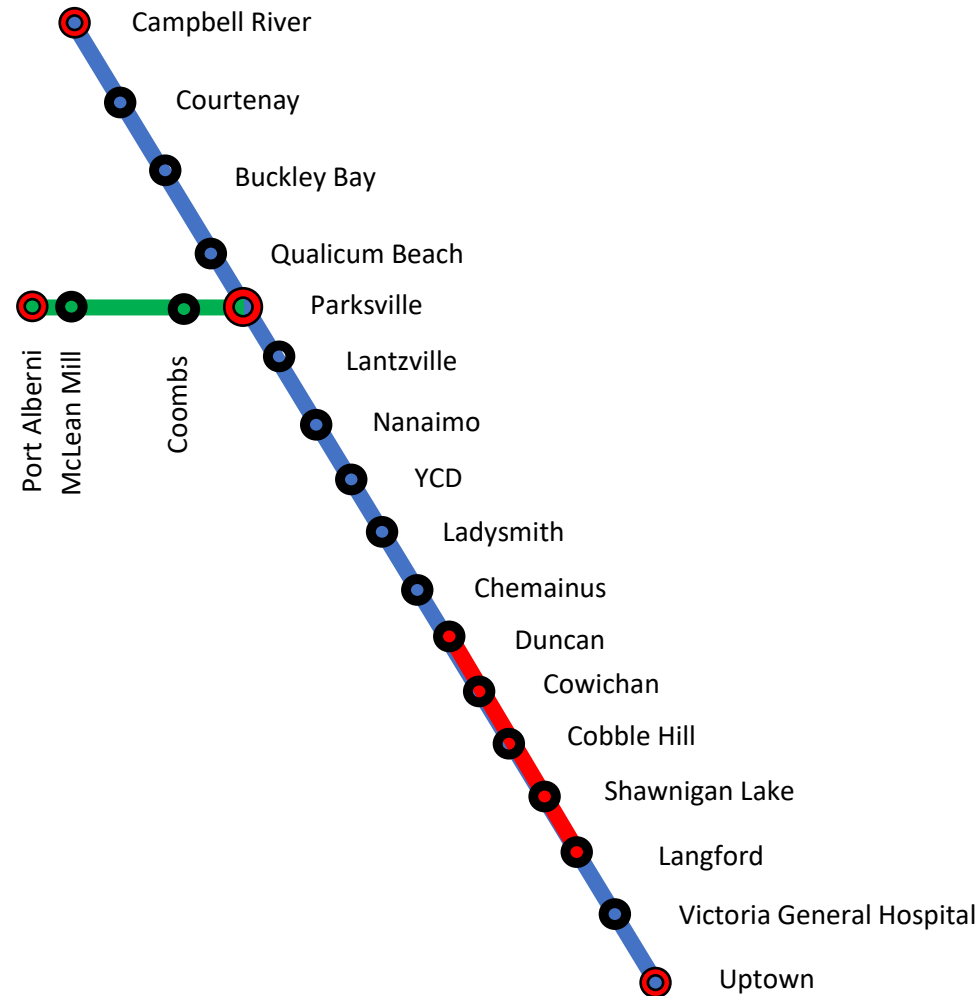 Campbell River
Courtenay
Buckley Bay
Qualicum Beach
Parksville
Port Alberni
McLean Mill
Coombs
Lantzville
Nanaimo
YCD
Ladysmith
Chemainus
Duncan
Cowichan
Cobble Hill
Shawnigan Lake
Langford
Victoria General Hospital
Uptown